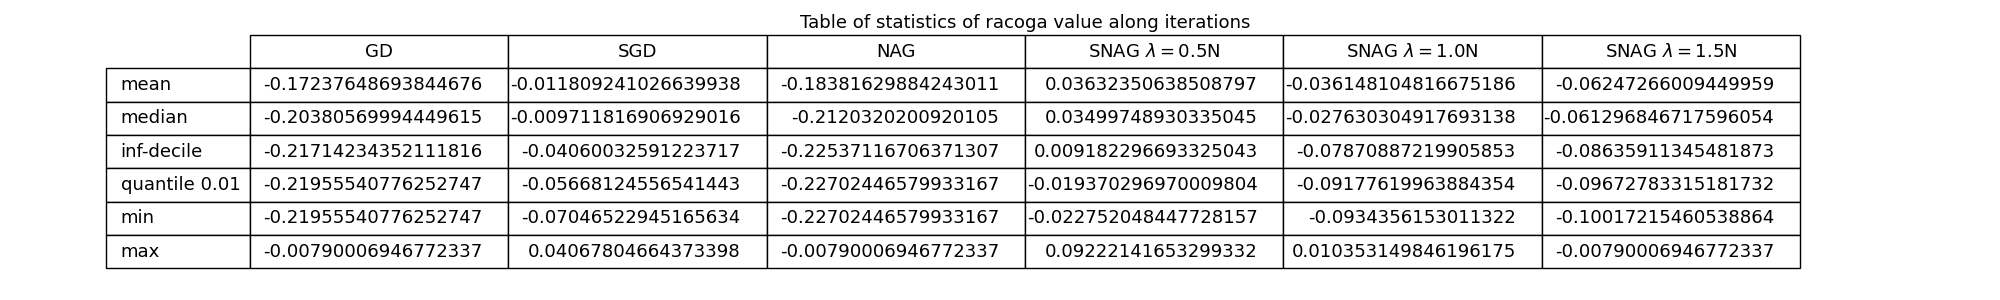 Table of statistics of racoga value along iterations
GD SGD NAG SNAG λ = 0.5N SNAG λ = 1.0N SNAG λ = 1.5N
mean -0.17237648693844676 -0.011809241026639938 -0.18381629884243011 0.03632350638508797 -0.036148104816675186 -0.06247266009449959
median -0.20380569994449615 -0.009711816906929016 -0.2120320200920105 0.03499748930335045 -0.027630304917693138 -0.061296846717596054
inf-decile -0.21714234352111816 -0.04060032591223717 -0.22537116706371307 0.009182296693325043 -0.07870887219905853 -0.08635911345481873
quantile 0.01 -0.21955540776252747 -0.05668124556541443 -0.22702446579933167 -0.019370296970009804 -0.09177619963884354 -0.09672783315181732
min -0.21955540776252747 -0.07046522945165634 -0.22702446579933167 -0.022752048447728157 -0.0934356153011322 -0.10017215460538864
max -0.00790006946772337 0.04067804664373398 -0.00790006946772337 0.09222141653299332 0.010353149846196175 -0.00790006946772337